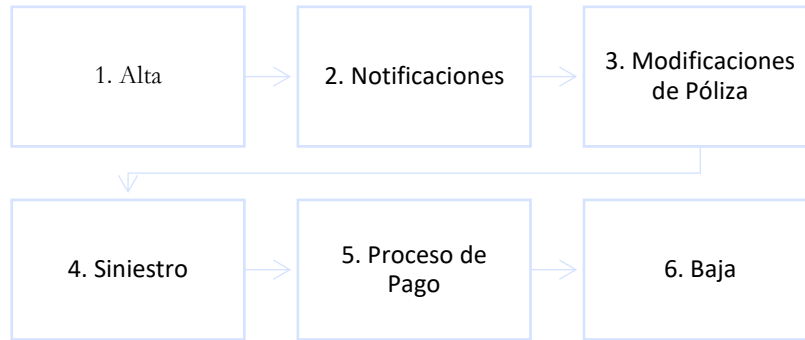 1. Alta
2. Notificaciones
3. Modificaciones
de Póliza
4. Siniestro
5. Proceso de
Pago
6. Baja